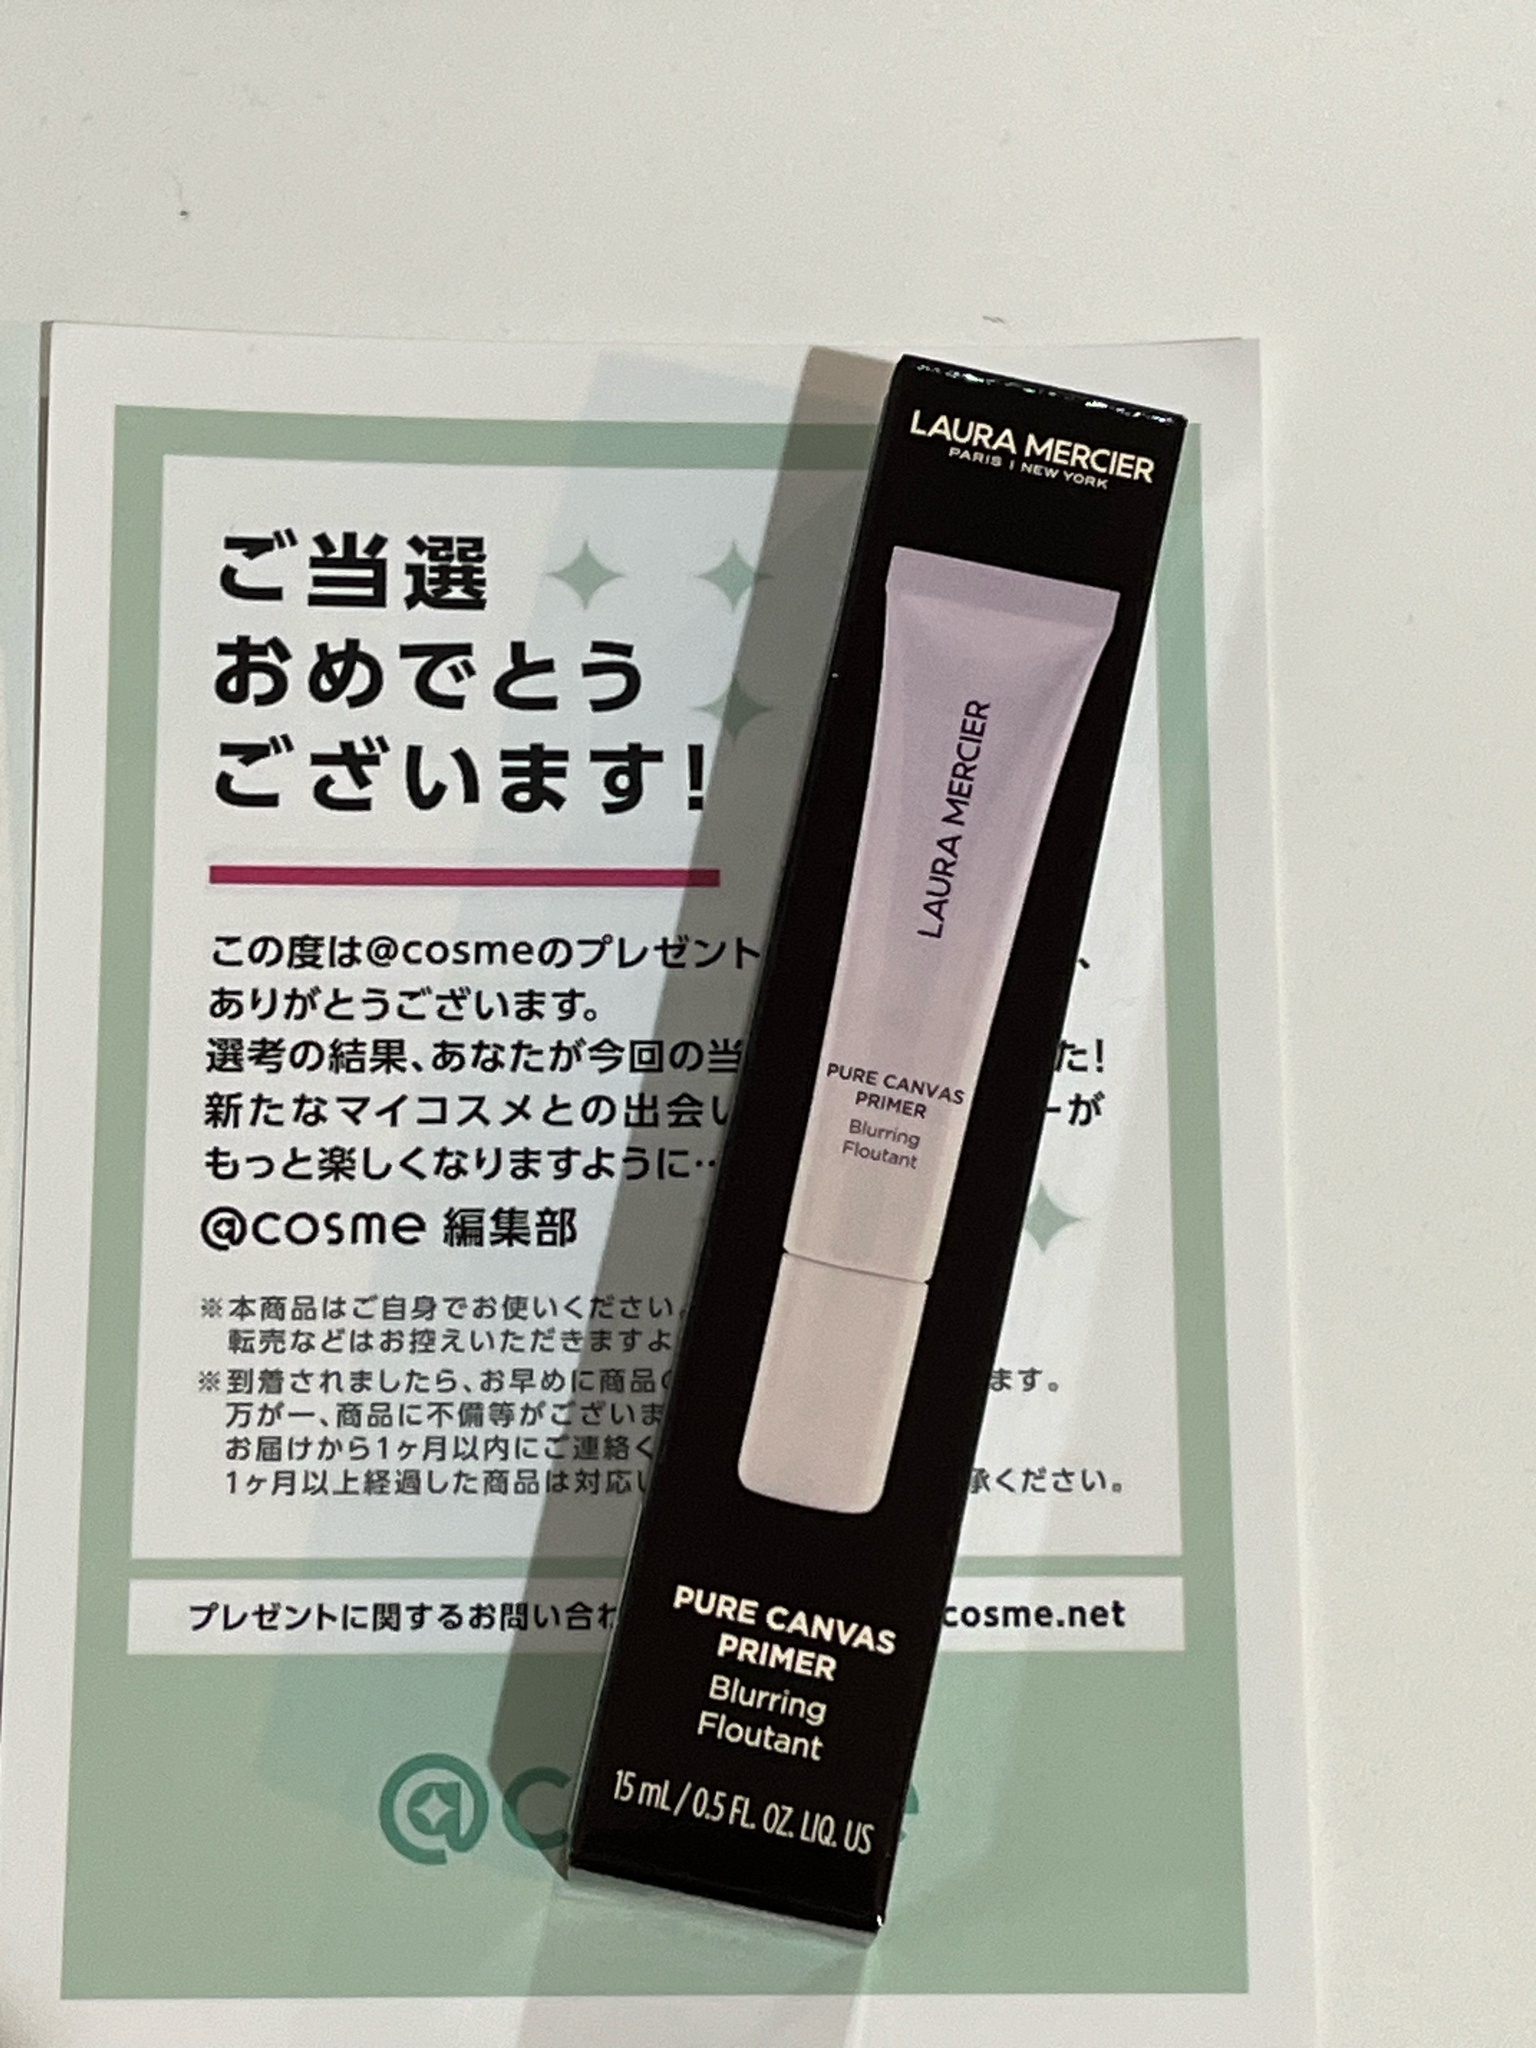 ご当選
おめでとう
ございます!
この度は@cosmeのプレゼント
、
ありがとうございます。
選考の結果、あなたが今回の当
た!
新たなマイコスメとの出会い
ーが
もっと楽しくなりますように…
@cosme 編集部
※本商品はご自身でお使いください。
転売などはお控えいただきますよ
※到着されましたら、お早めに商品の
ます。
万が一、商品に不備等がございま
お届けから1ヶ月以内にご連絡く
1ヶ月以上経過した商品は対応い
承ください。
プレゼントに関するお問い合わ
cosme.net
@c
e
LAURA MERCIER
PARIS | NEW YORK
LAURA MERCIER
PURE CANVAS
PRIMER
Blurring
Floutant
PURE CANVAS
PRIMER
Blurring
Floutant
15 mL / 0.5 FL. OZ. LIQ. US